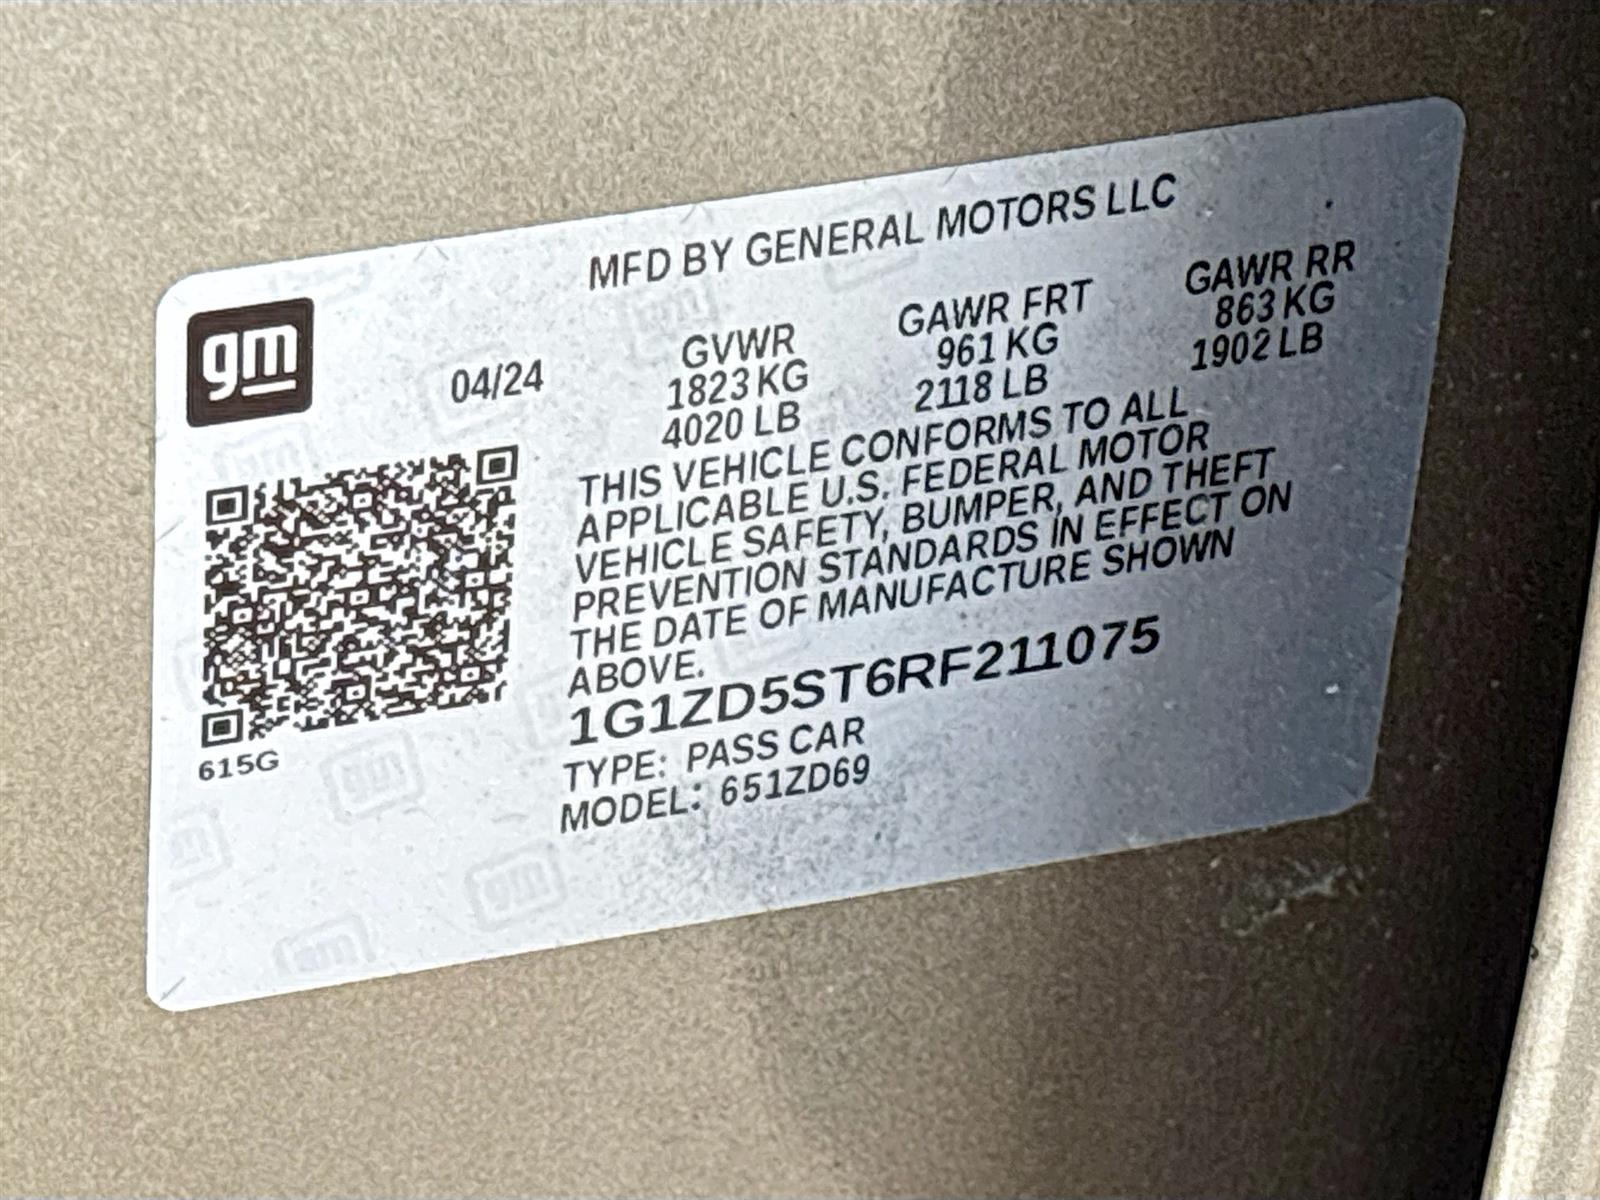 MFD BY GENERAL MOTORS LLC
gm
04/24
GVWR
1823 KG
4020 LB
GAWR FRT
961 KG
2118 LB
GAWR RR
863 KG
1902 LB
THIS VEHICLE CONFORMS TO ALL
APPLICABLE U.S. FEDERAL MOTOR
VEHICLE SAFETY, BUMPER, AND THEFT
PREVENTION STANDARDS IN EFFECT ON
THE DATE OF MANUFACTURE SHOWN
ABOVE.
1G1ZD5ST6RF211075
TYPE: PASS CAR
MODEL: 651ZD69
615G